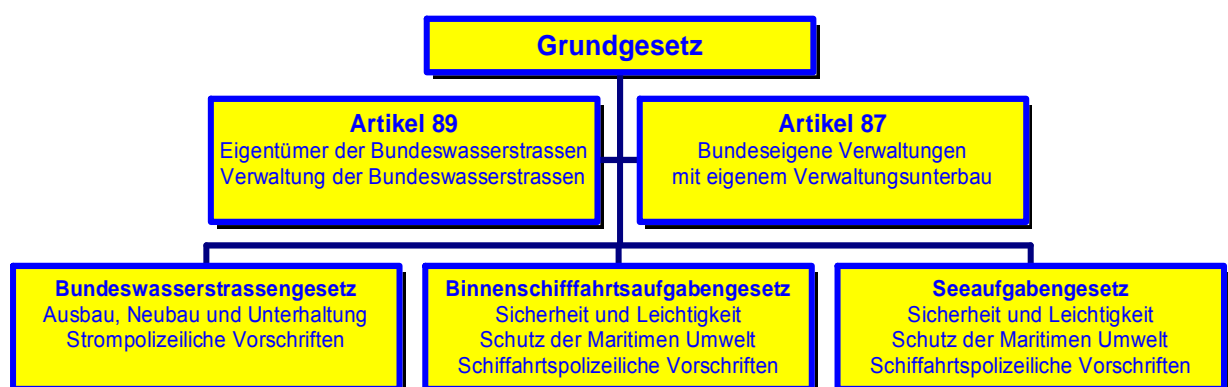 Grundgesetz
Artikel 89
Eigentümer der Bundeswasserstrassen
Verwaltung der Bundeswasserstrassen
Artikel 87
Bundeseigene Verwaltungen
mit eigenem Verwaltungsunterbau
Bundeswasserstrassengesetz
Ausbau, Neubau und Unterhaltung
Strompolizeiliche Vorschriften
Binnenschifffahrtsaufgabengesetz
Sicherheit und Leichtigkeit
Schutz der Maritimen Umwelt
Schiffahrtspolizeiliche Vorschriften
Seeaufgabengesetz
Sicherheit und Leichtigkeit
Schutz der Maritimen Umwelt
Schiffahrtspolizeiliche Vorschriften